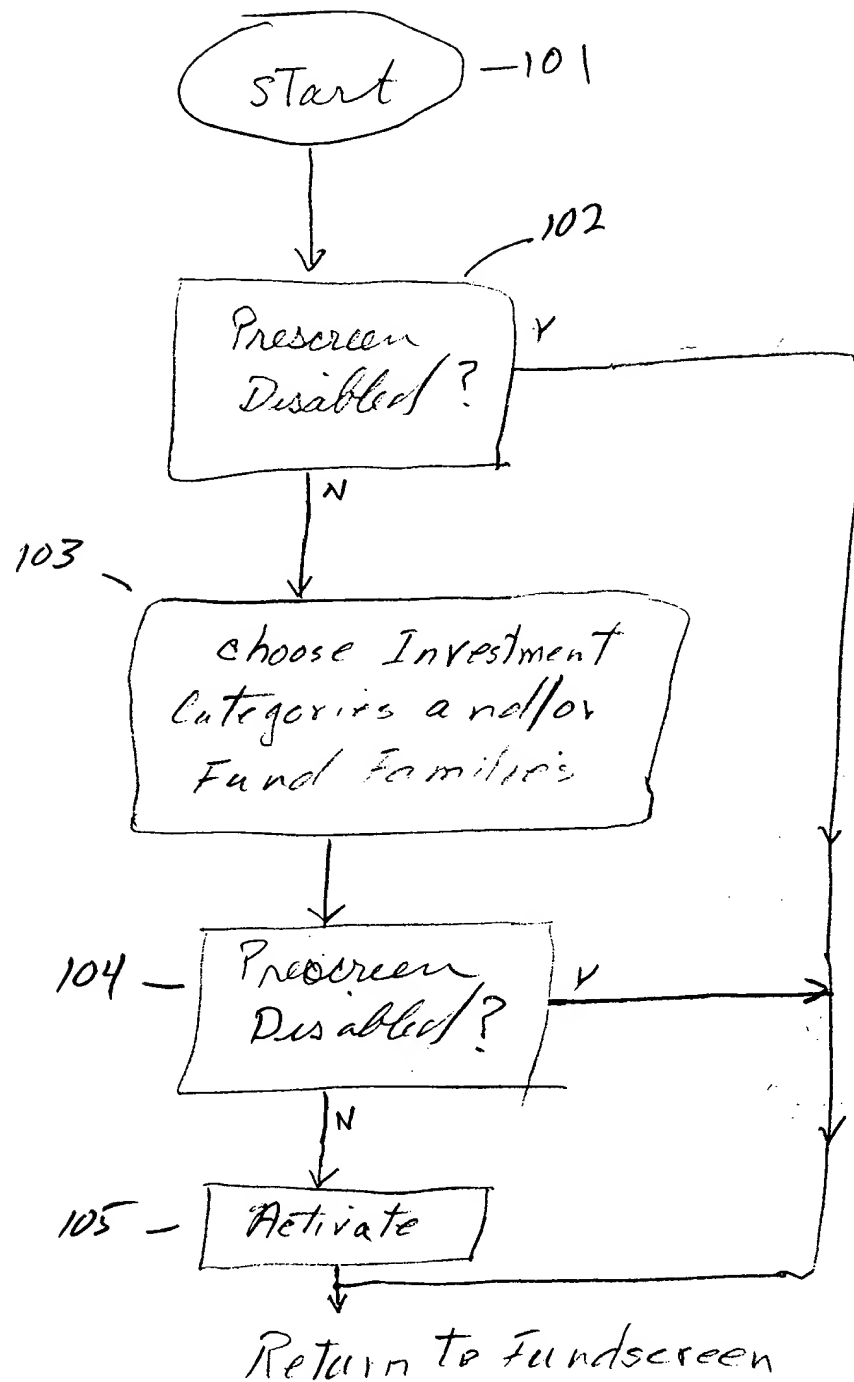 START
101
102
Prescreen
Disabled?
Y
N
103
choose Investment
Categories and/or
Fund Families
104
Prescreen
Disabled?
Y
N
105
Activate
Return to Fundscreen